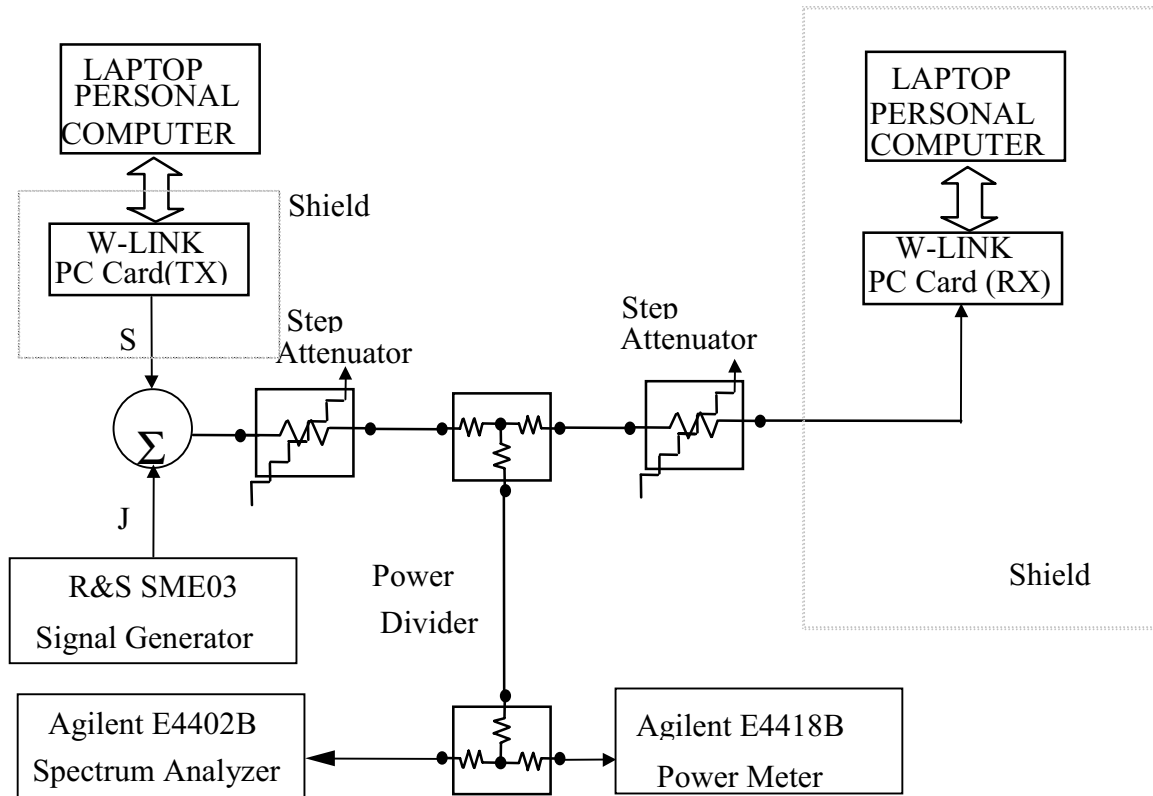 LAPTOP
PERSONAL
COMPUTER
LAPTOP
PERSONAL
COMPUTER
Shield
W-LINK
PC Card(TX)
W-LINK
PC Card (RX)
S
Step
Attenuator
Step
Attenuator
Σ
J
R&S SME03
Signal Generator
Power
Divider
Shield
Agilent E4402B
Spectrum Analyzer
Agilent E4418B
Power Meter